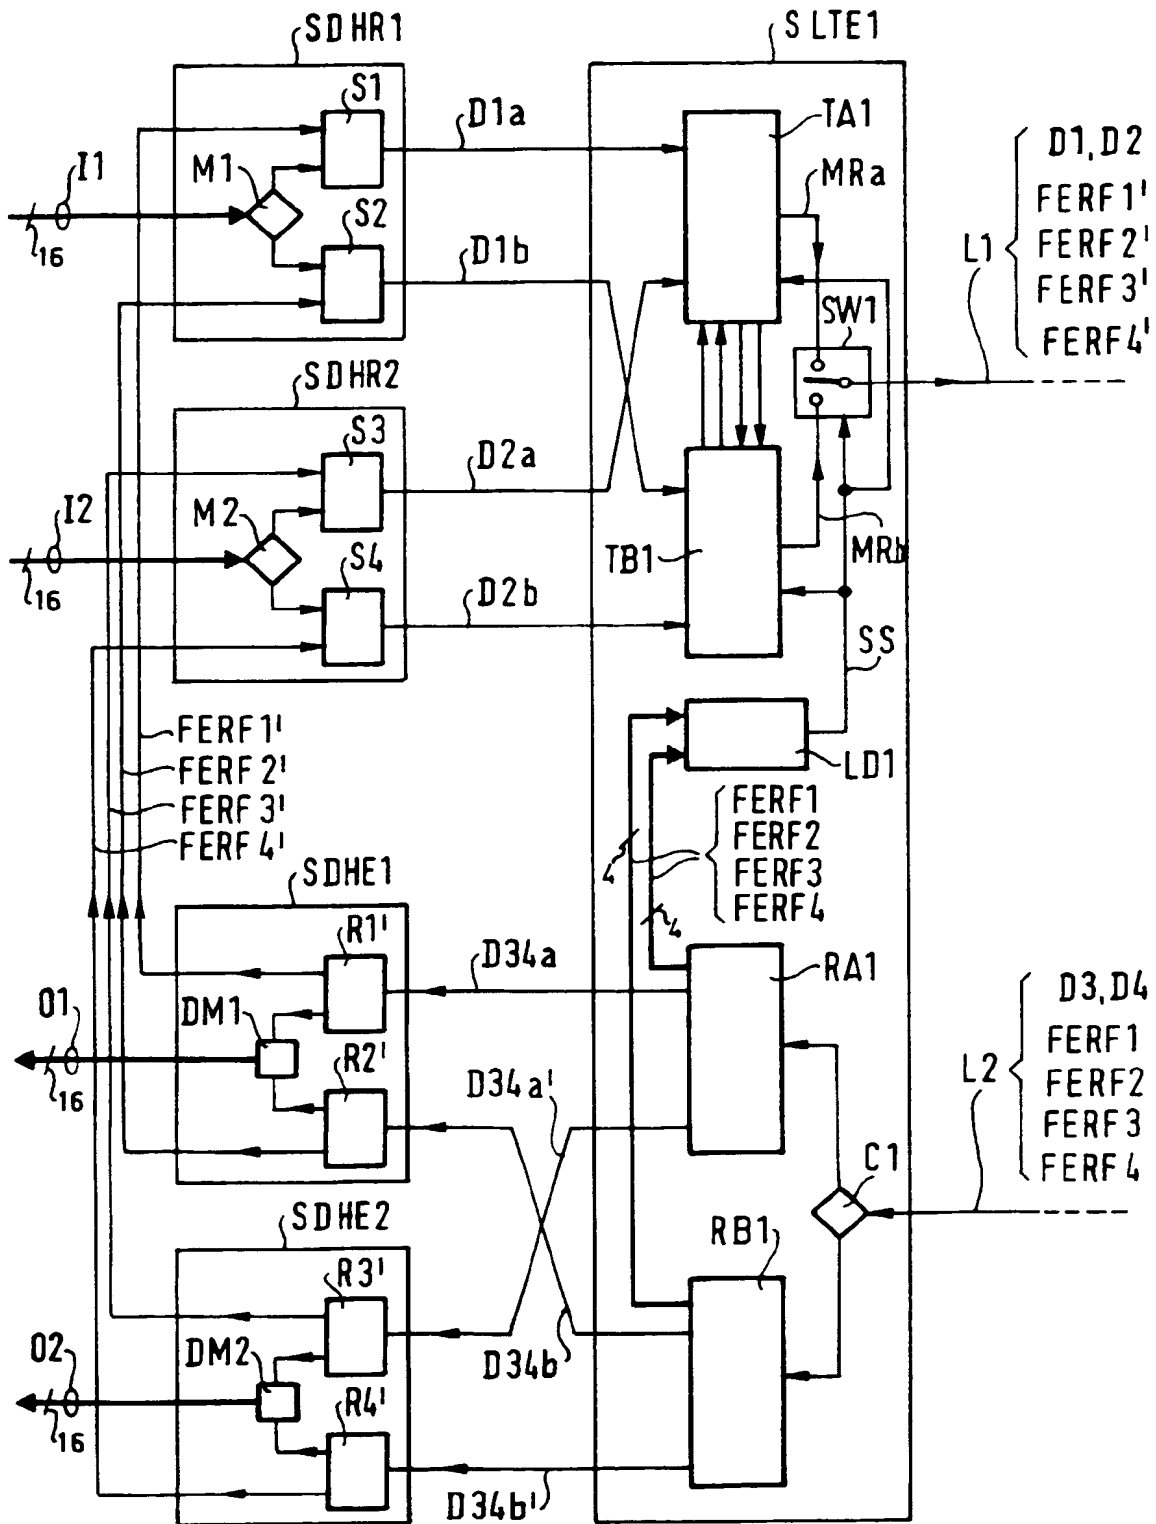 SDHR1
SLTE1
S1
D1a
TA1
D1, D2
FERF1'
FERF2'
FERF3'
FERF4'
L1
I1
M1
MRa
16
S2
D1b
SW1
SDHR2
S3
D2a
I2
M2
16
S4
TB1
MRb
D2b
SS
FERF1'
FERF2'
FERF3'
FERF4'
LD1
FERF1
FERF2
FERF3
FERF4
4
4
SDHE1
R1'
D34a
RA1
D3, D4
FERF1
FERF2
FERF3
FERF4
L2
O1
DM1
16
R2'
D34a'
C1
SDHE2
RB1
R3'
O2
DM2
D34b
16
R4'
D34b'